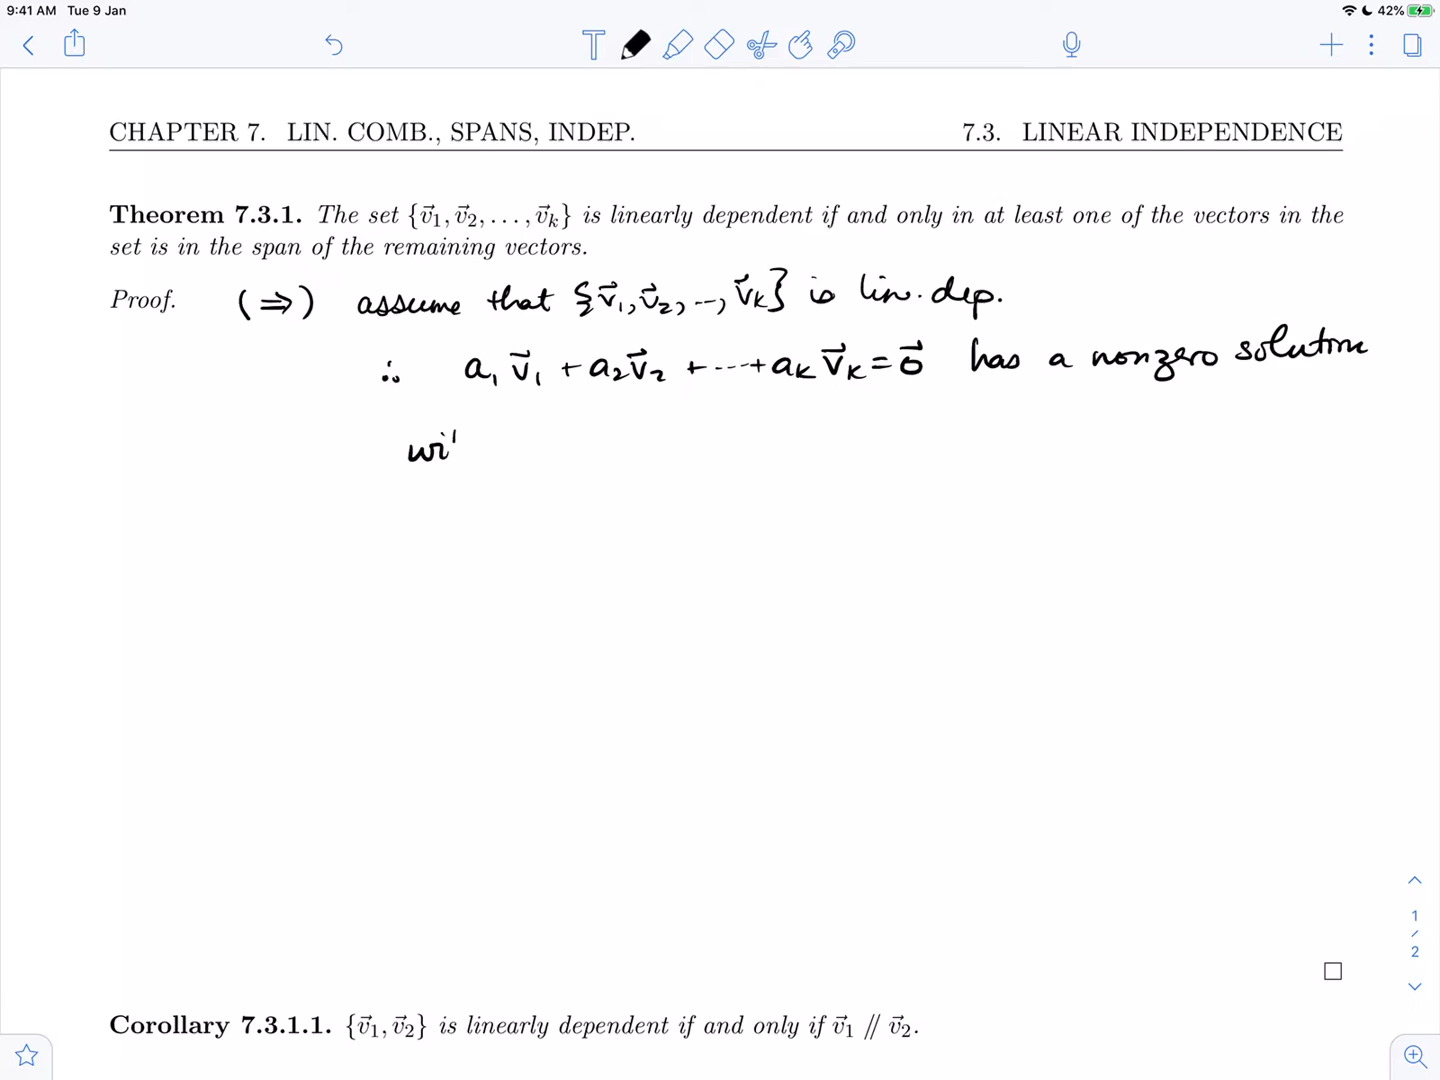 9:41 AM Tue 9 Jan 42%
CHAPTER 7. LIN. COMB., SPANS, INDEP. 7.3. LINEAR INDEPENDENCE
Theorem 7.3.1. The set {v⃗₁, v⃗₂, . . . , v⃗ₖ} is linearly dependent if and only in at least one of the vectors in the
set is in the span of the remaining vectors.
Prof. (⇒) assume that {v⃗₁, v⃗₂, .., v⃗ₖ} is lin. dep.
∴ a₁v⃗₁ + a₂v⃗₂ + ··· + aₖv⃗ₖ = 0⃗ has a nonzero solution
wi'
1
/
2
□
Corollary 7.3.1.1. {v⃗₁, v⃗₂} is linearly dependent if and only if v⃗₁ // v⃗₂.